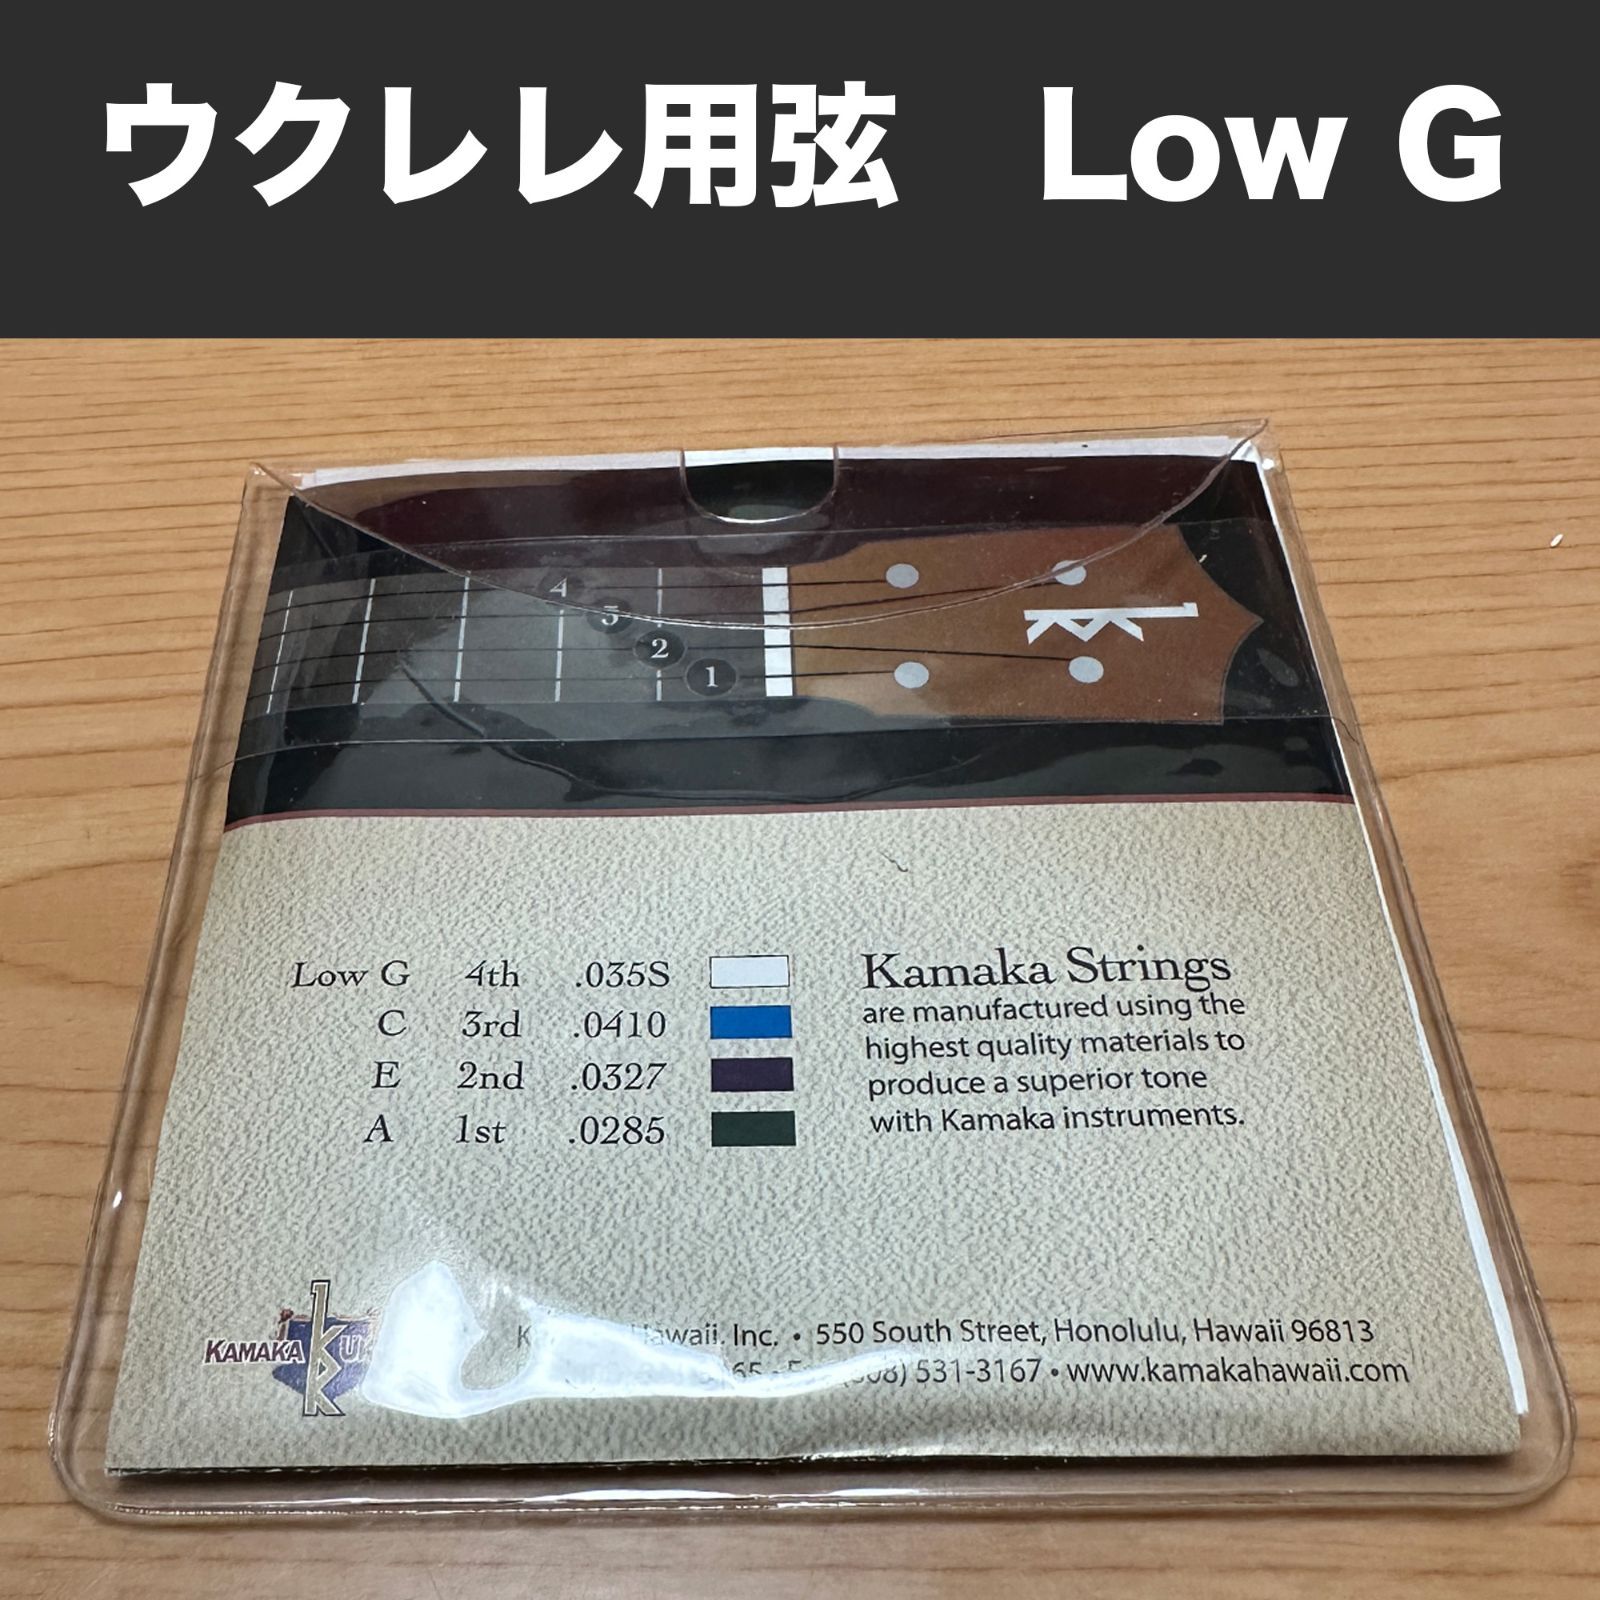 ウクレレ用弦　Low G
4
3
2
1
Low G 4th .035S
C 3rd .0410
E 2nd .0327
A 1st .0285
Kamaka Strings
are manufactured using the
highest quality materials to
produce a superior tone
with Kamaka instruments.
KAMAKA
Hawaii, Inc. • 550 South Street, Honolulu, Hawaii 96813
531-3167 • www.kamakahawaii.com